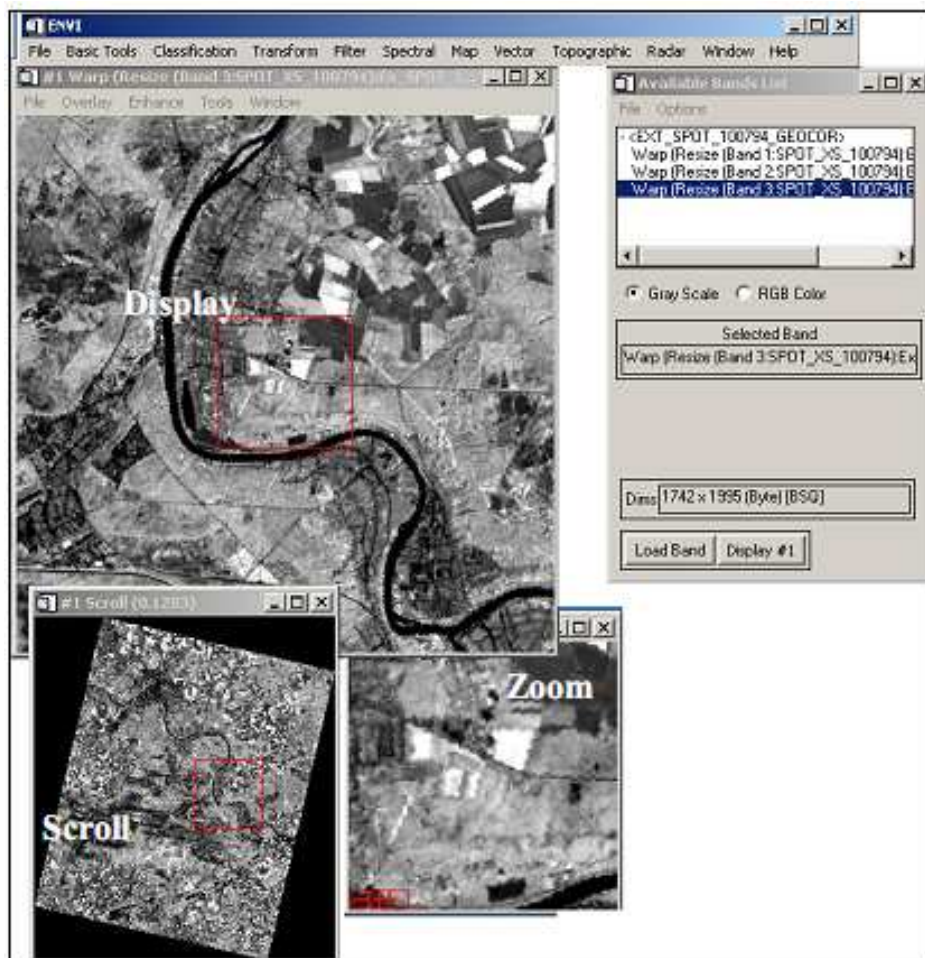 ENVI
File Basic Tools Classification Transform Filter Spectral Map Vector Topographic Radar Window Help
#1 Warp (Resize (Band 3:SPOT_XS_100794)
File Overlay Enhance Tools Window
Display
Available Bands List
File Options
<EXT_SPOT_100794_GEOCOR>
Warp (Resize (Band 1:SPOT_XS_100794):E
Warp (Resize (Band 2:SPOT_XS_100794):E
Warp (Resize (Band 3:SPOT_XS_100794):E
Gray Scale RGB Color
Selected Band
Warp (Resize (Band 3:SPOT_XS_100794):Ex
Dims 1742 x 1995 (Byte) [BSQ]
Load Band Display #1
#1 Scroll (0.1283)
Scroll
Zoom